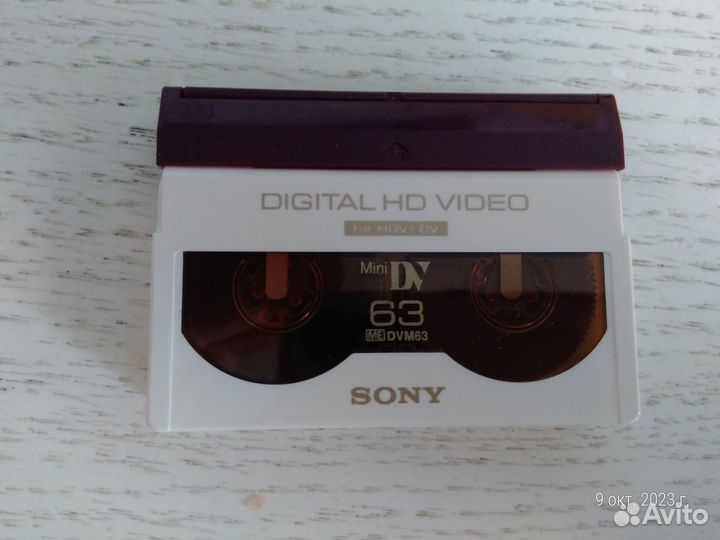 DIGITAL HD VIDEO
for HDV / DV
Mini DV
63
ME DVM63
SONY
9 окт. 2023 г.
Avito